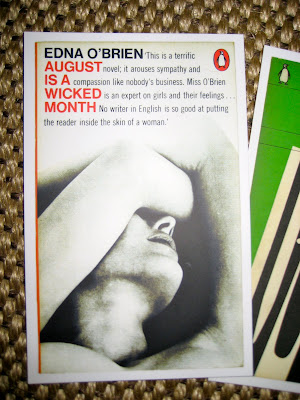 EDNA O'BRIEN 'This is a terrific
AUGUST novel; it arouses sympathy and
IS A compassion like nobody's business. Miss O'Brien
WICKED is an expert on girls and their feelings...
MONTH No writer in English is so good at putting
the reader inside the skin of a woman.'